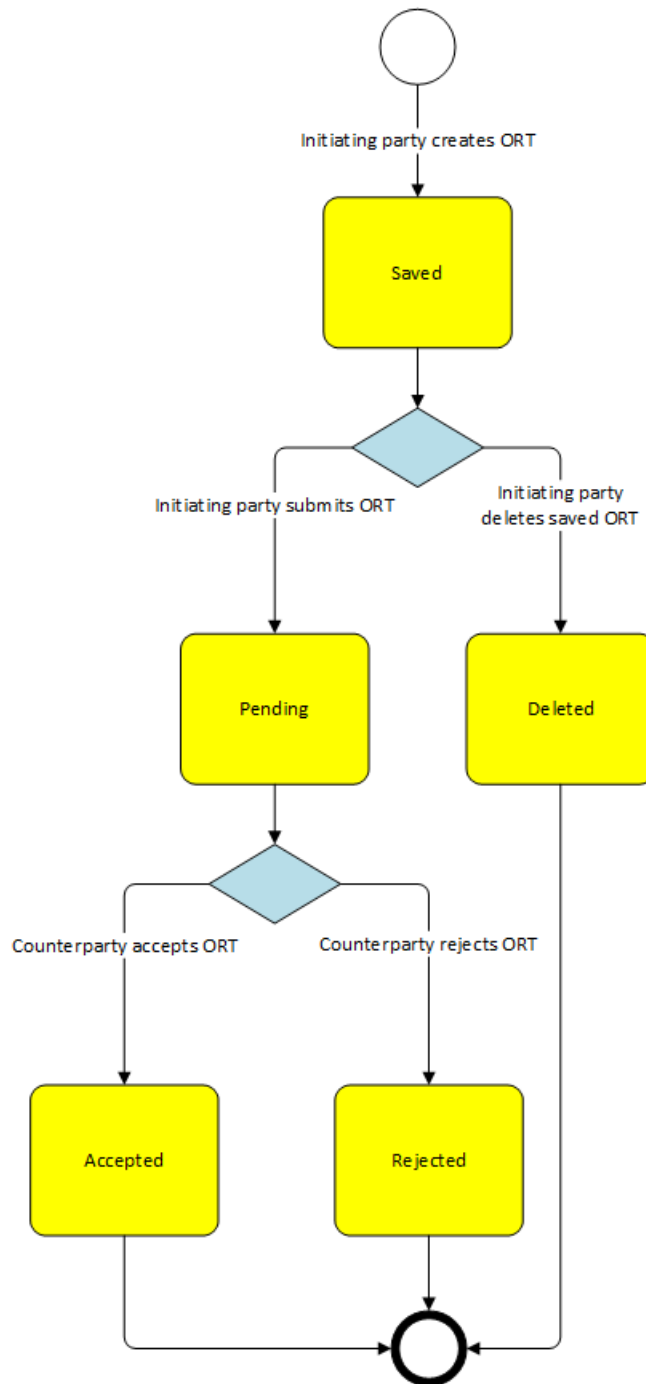 Initiating party creates ORT
Saved
Initiating party submits ORT
Initiating party
deletes saved ORT
Pending
Deleted
Counterparty accepts ORT
Counterparty rejects ORT
Accepted
Rejected